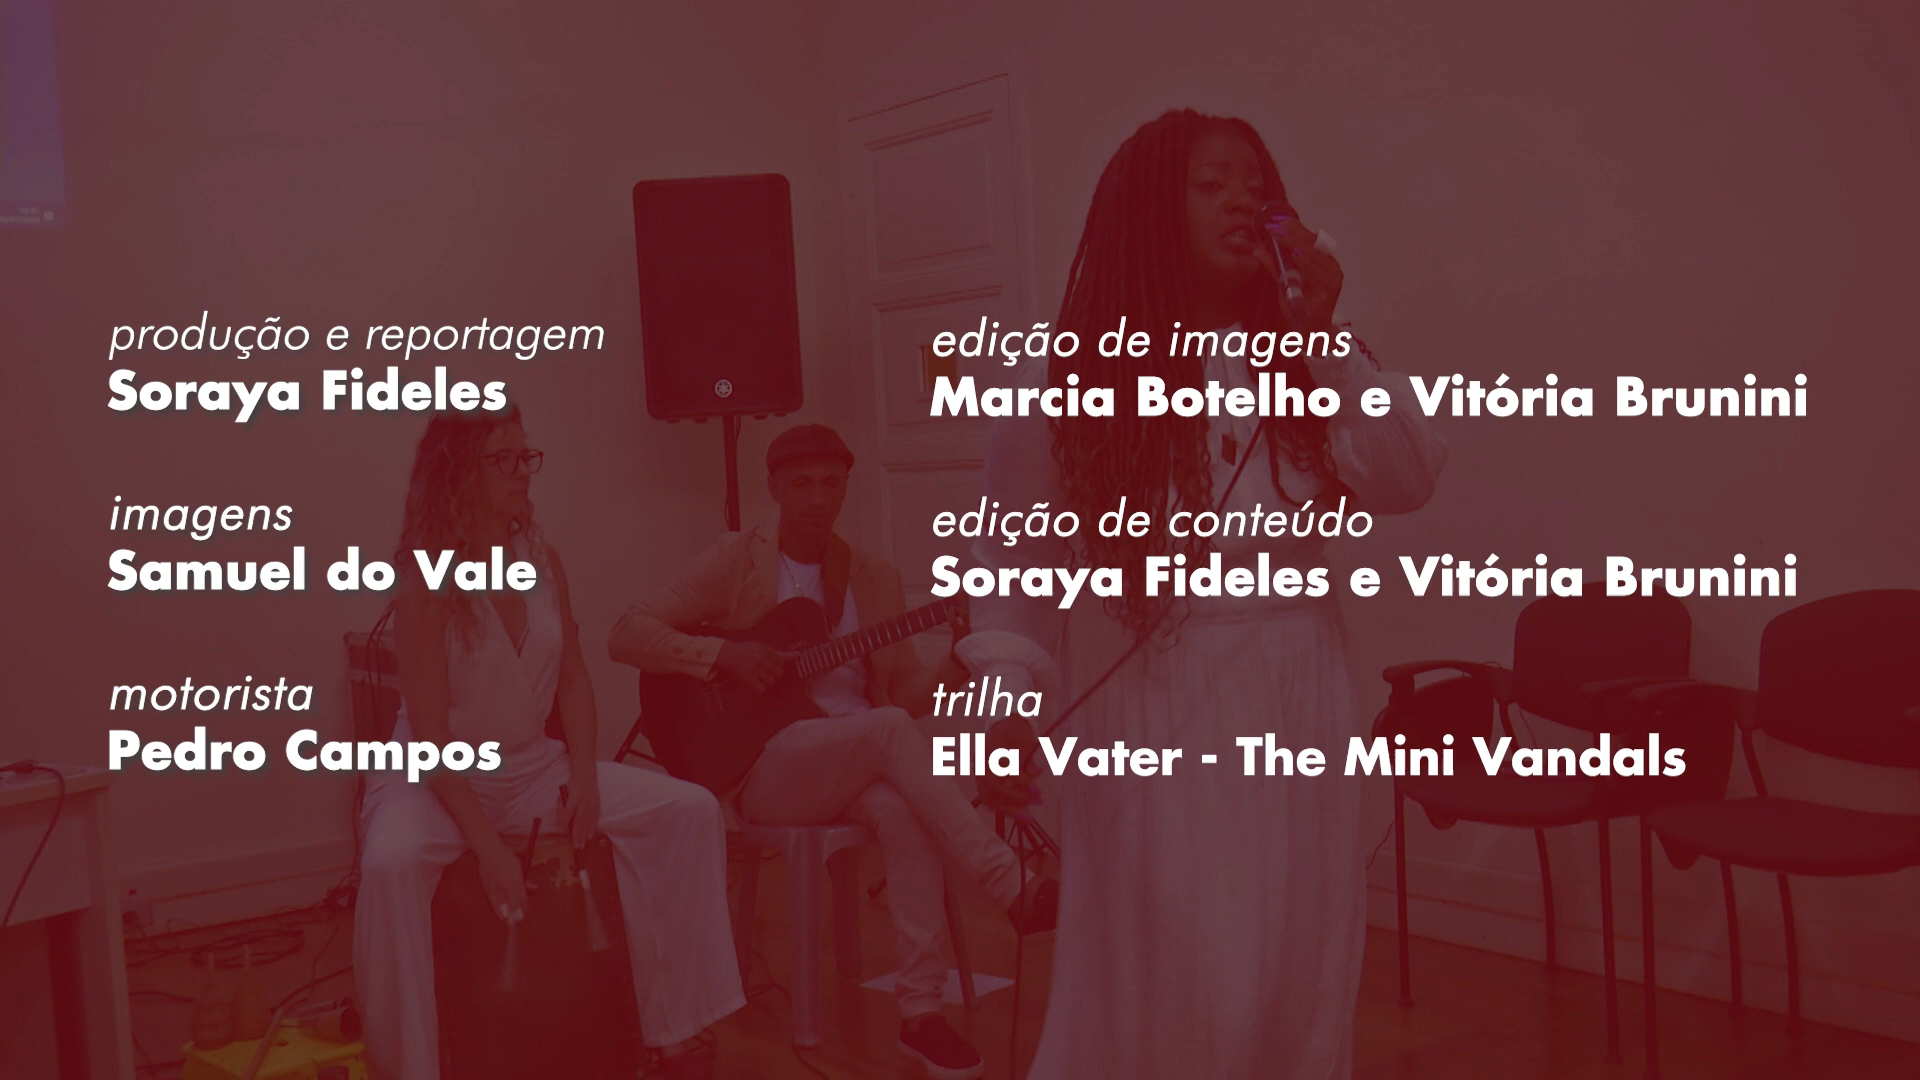 produção e reportagem
Soraya Fideles
imagens
Samuel do Vale
motorista
Pedro Campos
edição de imagens
Marcia Botelho e Vitória Brunini
edição de conteúdo
Soraya Fideles e Vitória Brunini
trilha
Ella Vater - The Mini Vandals